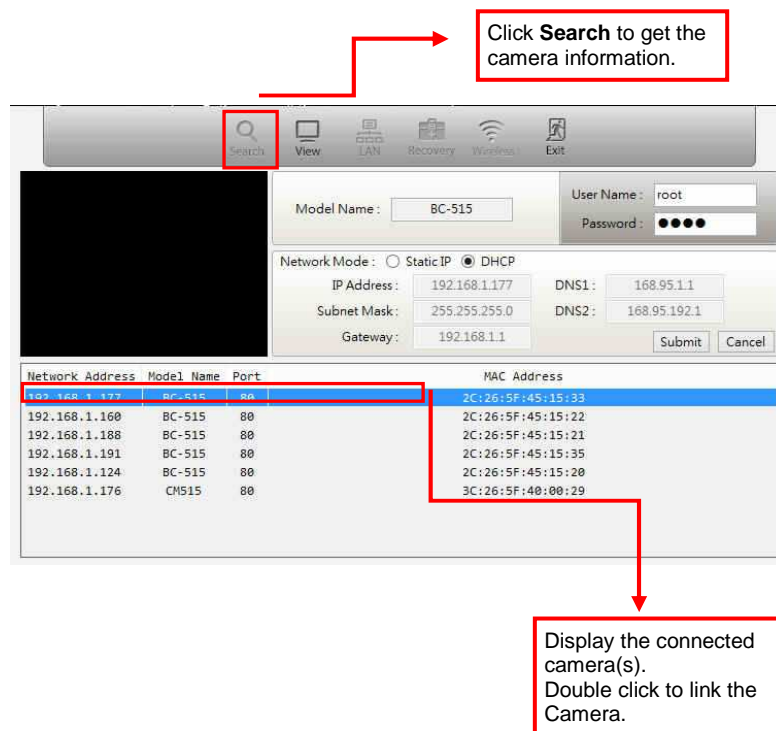 Click Search to get the
camera information.
Search View LAN Recovery Wireless Exit
Model Name : BC-515
User Name : root
Password : ●●●●
Network Mode : Static IP DHCP
IP Address : 192.168.1.177 DNS1 : 168.95.1.1
Subnet Mask : 255.255.255.0 DNS2 : 168.95.192.1
Gateway : 192.168.1.1 Submit Cancel
Network Address Model Name Port MAC Address
192.168.1.177 BC-515 80 2C:26:5F:45:15:33
192.168.1.160 BC-515 80 2C:26:5F:45:15:22
192.168.1.188 BC-515 80 2C:26:5F:45:15:21
192.168.1.191 BC-515 80 2C:26:5F:45:15:35
192.168.1.124 BC-515 80 2C:26:5F:45:15:20
192.168.1.176 CM515 80 3C:26:5F:40:00:29
Display the connected
camera(s).
Double click to link the
Camera.